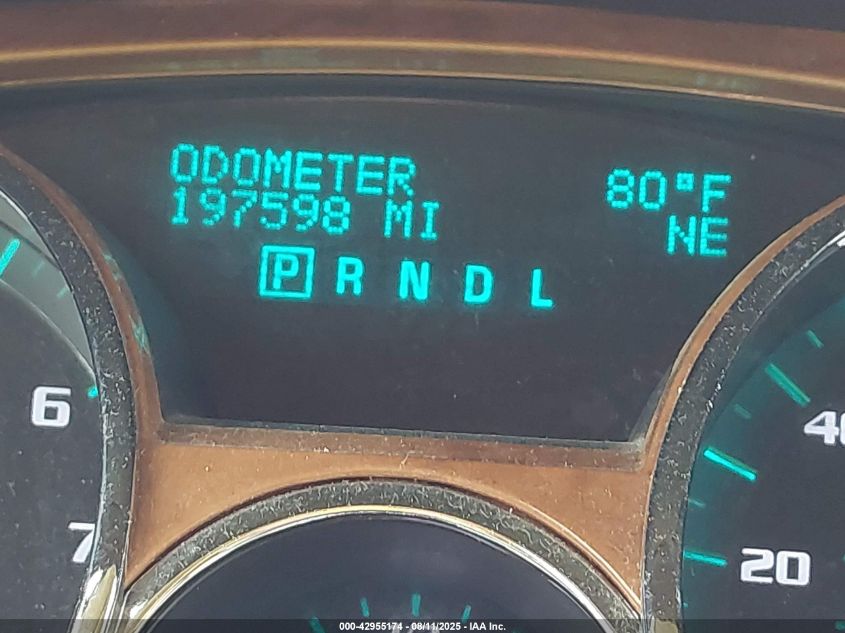 ODOMETER
197598 MI
80°F
NE
P R N D L
6
7
40
20
000-42955174 - 08/11/2025 - IAA Inc.